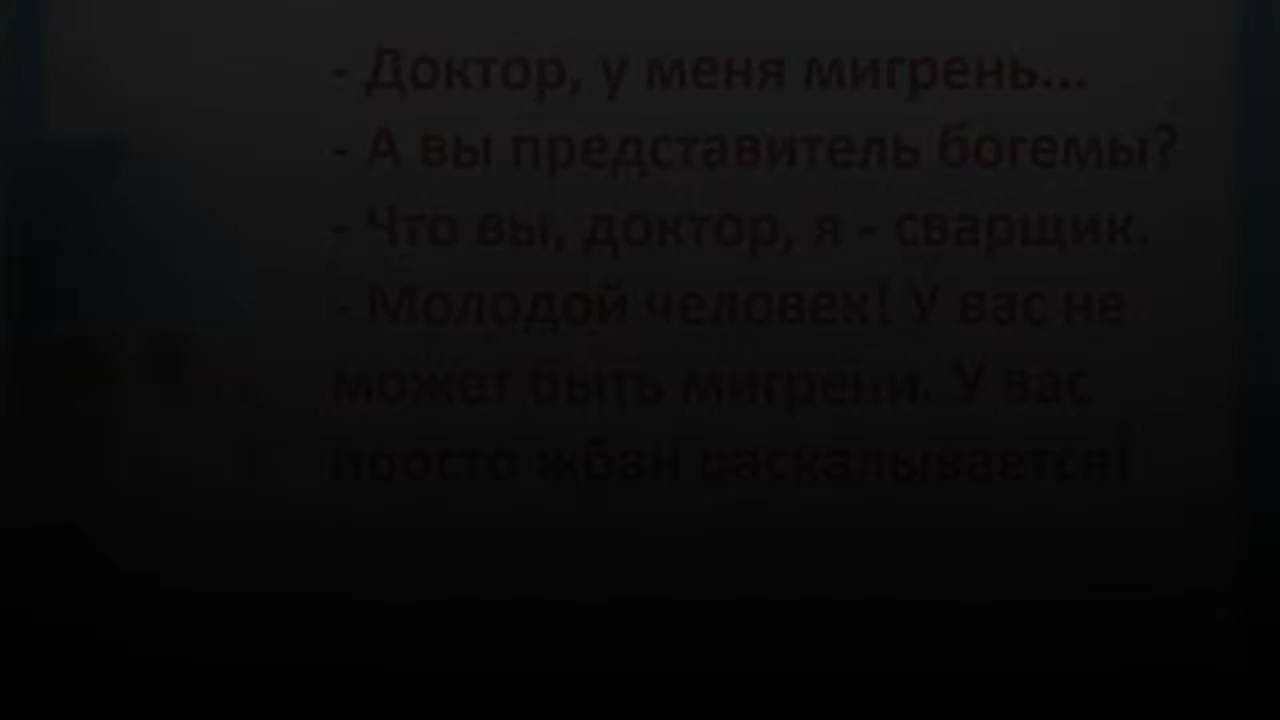 - Доктор, у меня мигрень...
- А вы представитель богемы?
- Что вы, доктор, я - сварщик.
- Молодой человек! У вас не
может быть мигрени. У вас
просто жбан раскалывается!